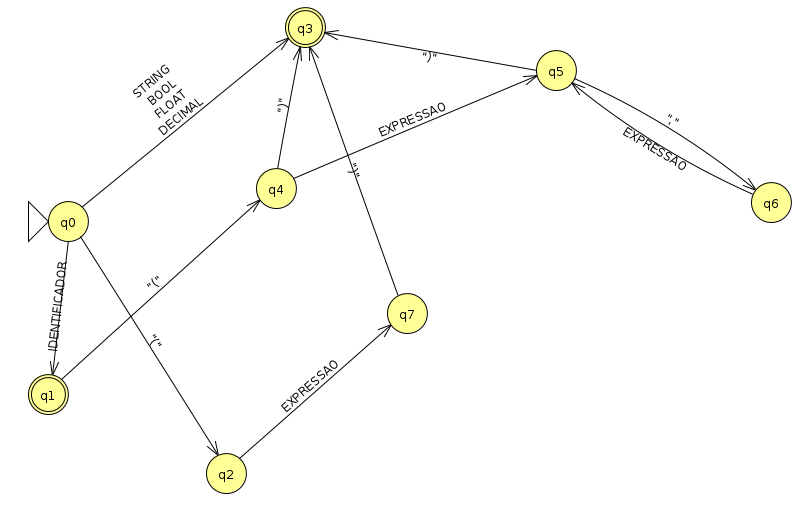 q3
STRING
BOOL
FLOAT
DECIMAL
")"
q5
")"
EXPRESSAO
","
EXPRESSAO
q4
")"
q6
q0
IDENTIFICADOR
"("
"("
q7
q1
EXPRESSAO
q2